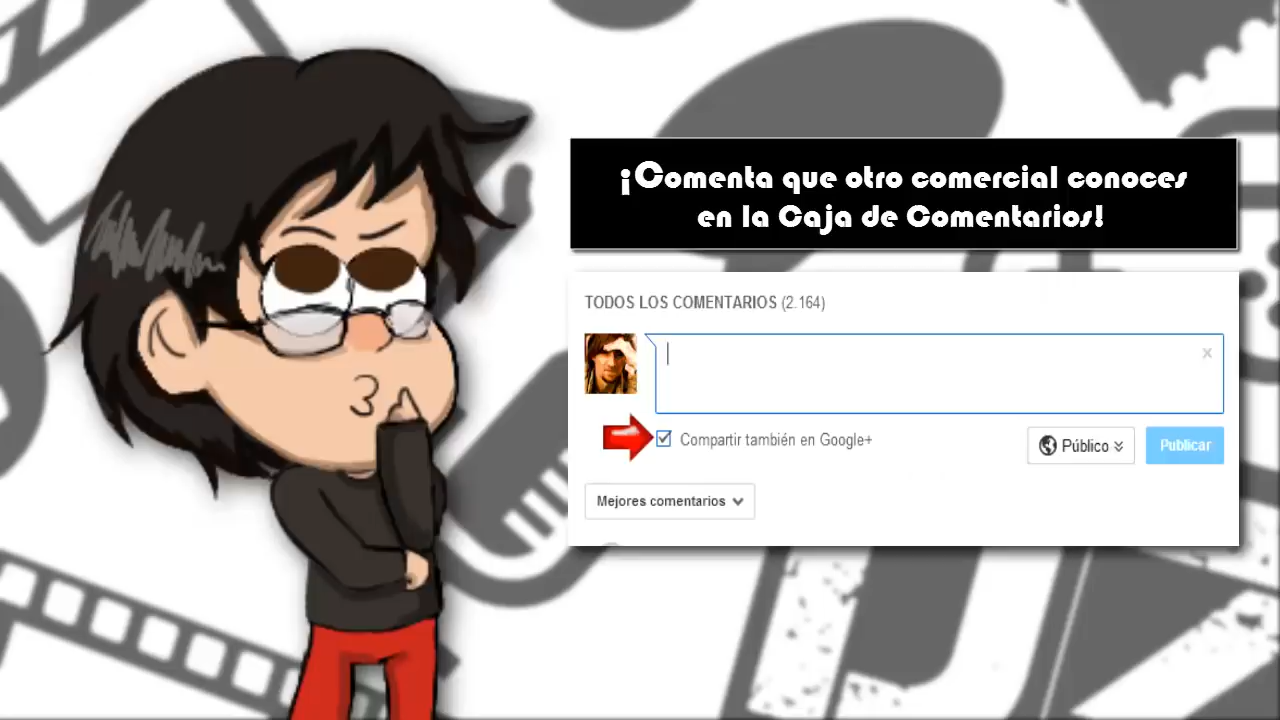 ¡Comenta que otro comercial conoces
en la Caja de Comentarios!
TODOS LOS COMENTARIOS (2.164)
x
Compartir también en Google+
Público
Publicar
Mejores comentarios